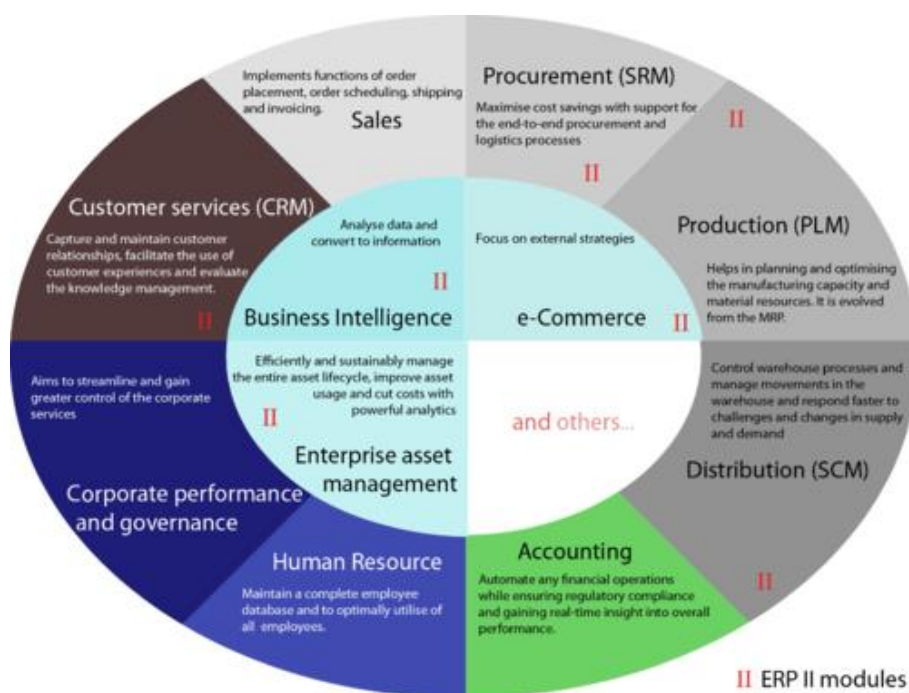 Implements functions of order
placement, order scheduling, shipping
and invoicing.
Sales
Procurement (SRM)
Maximise cost savings with support for
the end-to-end procurement and
logistics processes
II
II
Customer services (CRM)
Capture and maintain customer
relationships, facilitate the use of
customer experiences and evaluate
the knowledge management.
II
Analyse data and
convert to information
II
Business Intelligence
Focus on external strategies
e-Commerce
II
Production (PLM)
Helps in planning and optimising
the manufacturing capacity and
material resources. It is evolved
from the MRP.
Aims to streamline and gain
greater control of the corporate
services
Corporate performance
and governance
Efficiently and sustainably manage
the entire asset lifecycle, improve asset
usage and cut costs with
powerful analytics
II
Enterprise asset
management
and others...
Control warehouse processes and
manage movements in the
warehouse and respond faster to
challenges and changes in supply
and demand
Distribution (SCM)
II
Human Resource
Maintain a complete employee
database and to optimally utilise of
all employees.
Accounting
Automate any financial operations
while ensuring regulatory compliance
and gaining real-time insight into overall
performance.
II ERP II modules